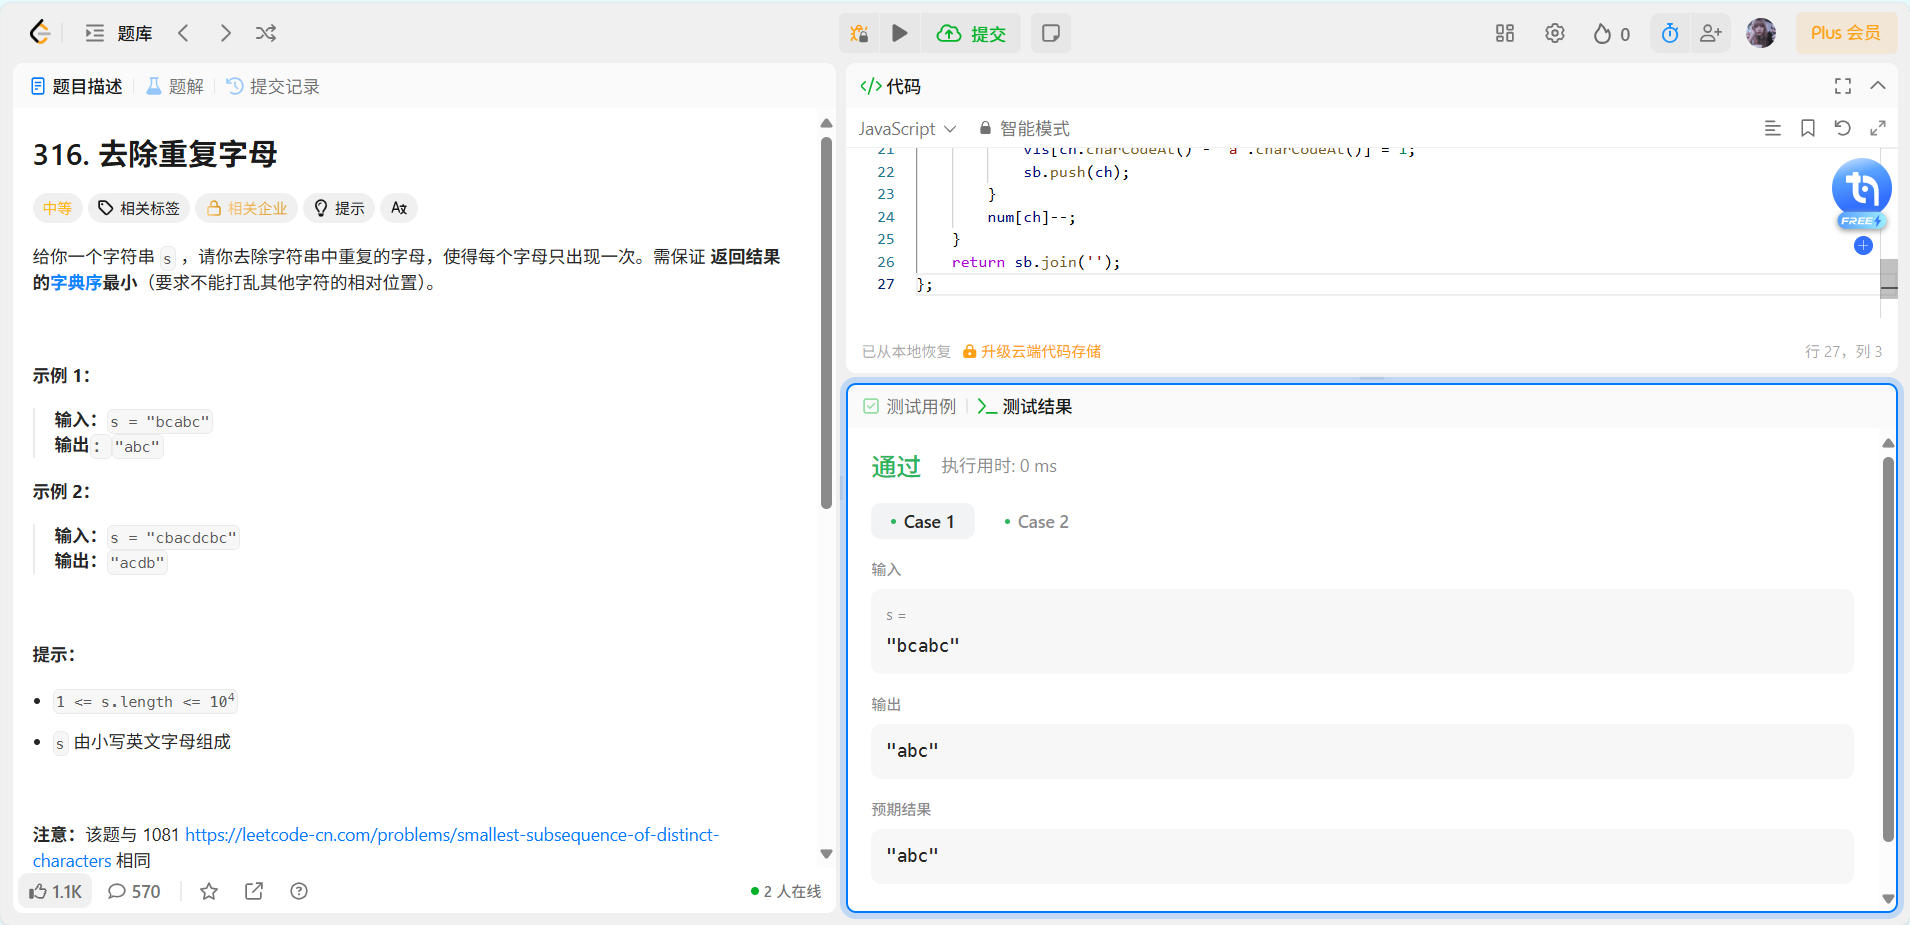 题库
提交
0
Plus 会员
题目描述
题解
提交记录
316. 去除重复字母
中等
相关标签
相关企业
提示
给你一个字符串 s ，请你去除字符串中重复的字母，使得每个字母只出现一次。需保证 返回结果
的字典序最小（要求不能打乱其他字符的相对位置）。
示例 1：
输入：s = "bcabc"
输出："abc"
示例 2：
输入：s = "cbacdcbc"
输出："acdb"
提示：
1 <= s.length <= 10⁴
s 由小写英文字母组成
注意：该题与 1081 https://leetcode-cn.com/problems/smallest-subsequence-of-distinct-
characters 相同
1.1K
570
2 人在线
代码
JavaScript
智能模式
21 vis[ch.charCodeAt() - 'a'.charCodeAt()] = 1;
22 sb.push(ch);
23 }
24 num[ch]--;
25 }
26 return sb.join('');
27 };
FREE
已从本地恢复
升级云端代码存储
行 27，列 3
测试用例
测试结果
通过
执行用时: 0 ms
Case 1
Case 2
输入
s =
"bcabc"
输出
"abc"
预期结果
"abc"